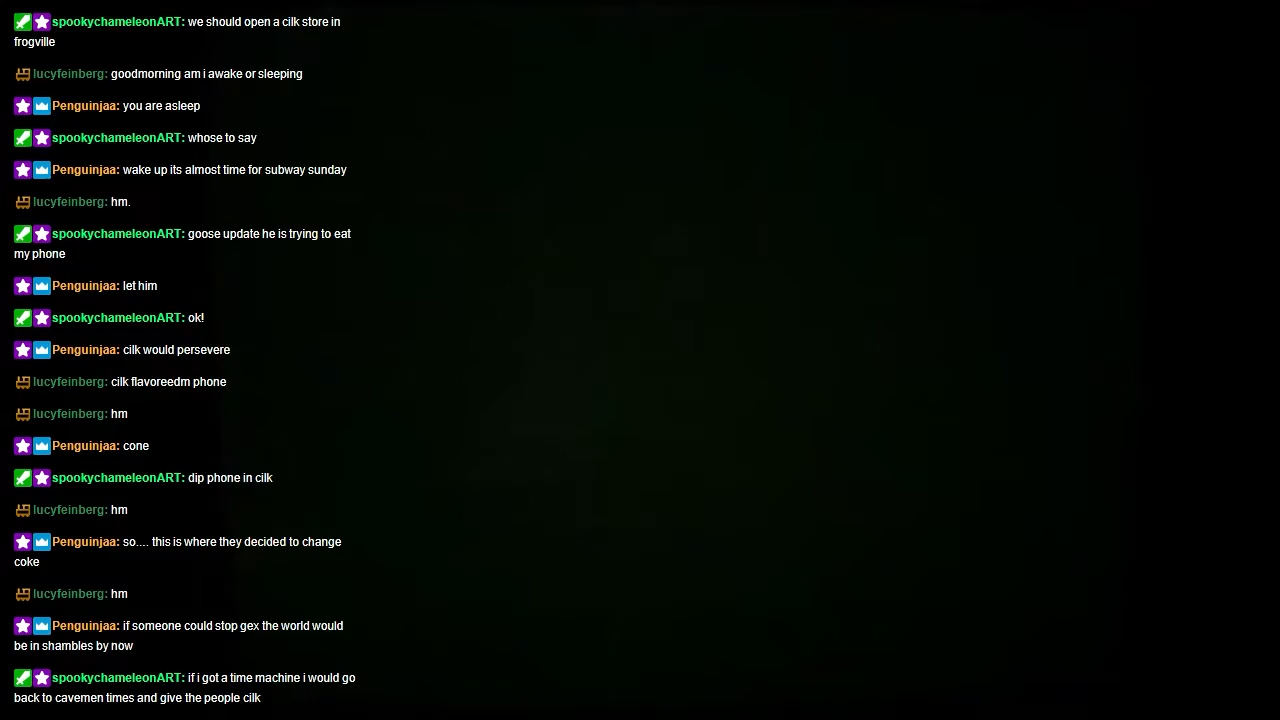 spookychameleonART: we should open a cilk store in
frogville
lucyfeinberg: goodmorning am i awake or sleeping
Penguinjaa: you are asleep
spookychameleonART: whose to say
Penguinjaa: wake up its almost time for subway sunday
lucyfeinberg: hm.
spookychameleonART: goose update he is trying to eat
my phone
Penguinjaa: let him
spookychameleonART: ok!
Penguinjaa: cilk would persevere
lucyfeinberg: cilk flavoreedm phone
lucyfeinberg: hm
Penguinjaa: cone
spookychameleonART: dip phone in cilk
lucyfeinberg: hm
Penguinjaa: so.... this is where they decided to change
coke
lucyfeinberg: hm
Penguinjaa: if someone could stop gex the world would
be in shambles by now
spookychameleonART: if i got a time machine i would go
back to cavemen times and give the people cilk